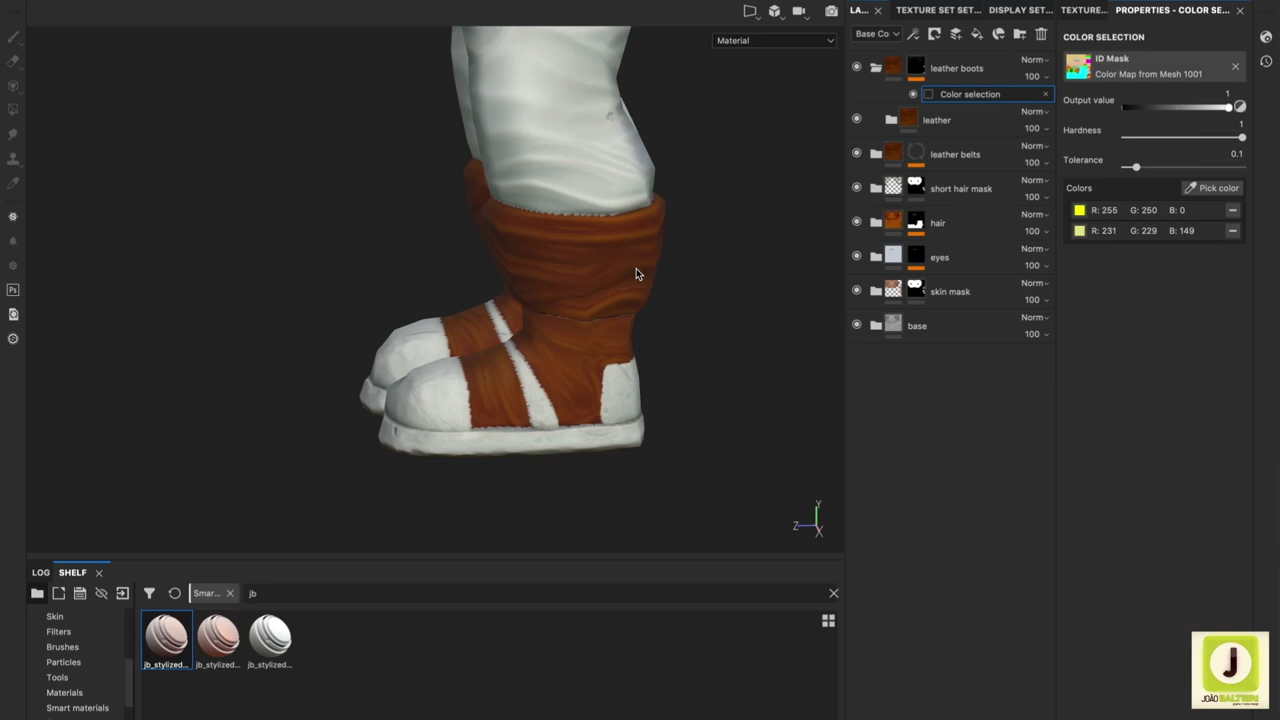 LA...
TEXTURE SET SET...
DISPLAY SET...
TEXTURE...
PROPERTIES - COLOR SE...
Material
Base Co
COLOR SELECTION
ID Mask
Color Map from Mesh 1001
Output value
1
Hardness
1
Tolerance
0.1
Colors
Pick color
R: 255 G: 250 B: 0
R: 231 G: 229 B: 149
leather boots
Norm
100
Color selection
leather
Norm
100
leather belts
Norm
100
short hair mask
Norm
100
hair
Norm
100
eyes
Norm
100
skin mask
Norm
100
base
Norm
100
Ps
Y
Z
X
LOG
SHELF
Smar...
jb
Skin
Filters
Brushes
Particles
Tools
Materials
Smart materials
jb_stylized...
jb_stylized...
jb_stylized...
J
JOÃO BALTIERI